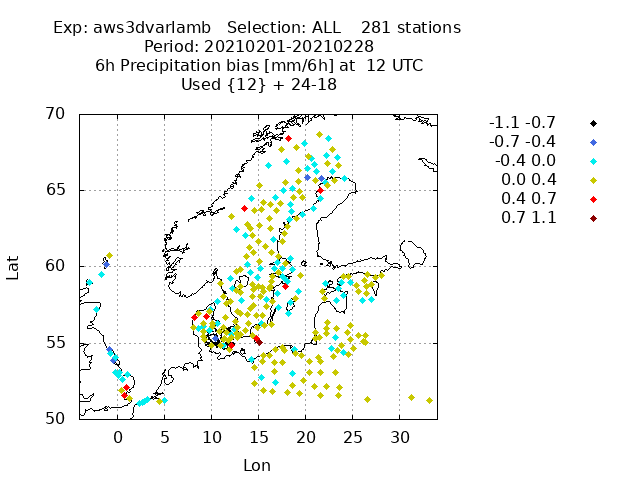 Exp: aws3dvarlamb   Selection: ALL    281 stations
Period: 20210201-20210228
6h Precipitation bias [mm/6h] at  12 UTC
Used {12} + 24-18
-1.1 -0.7
-0.7 -0.4
-0.4 0.0
0.0 0.4
0.4 0.7
0.7 1.1
70
65
60
55
50
Lat
0 5 10 15 20 25 30
Lon